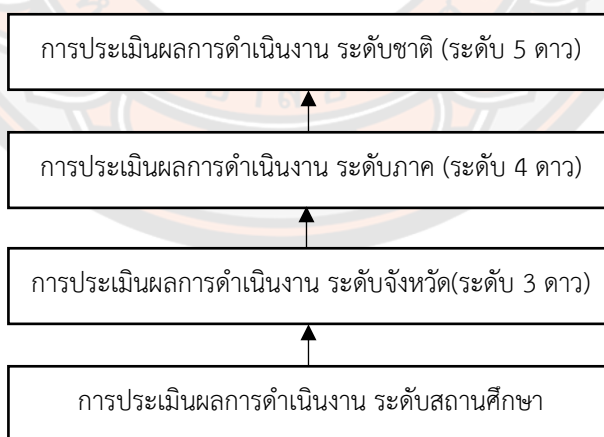 การประเมินผลการดำเนินงาน ระดับชาติ (ระดับ 5 ดาว)
การประเมินผลการดำเนินงาน ระดับภาค (ระดับ 4 ดาว)
การประเมินผลการดำเนินงาน ระดับจังหวัด(ระดับ 3 ดาว)
การประเมินผลการดำเนินงาน ระดับสถานศึกษา